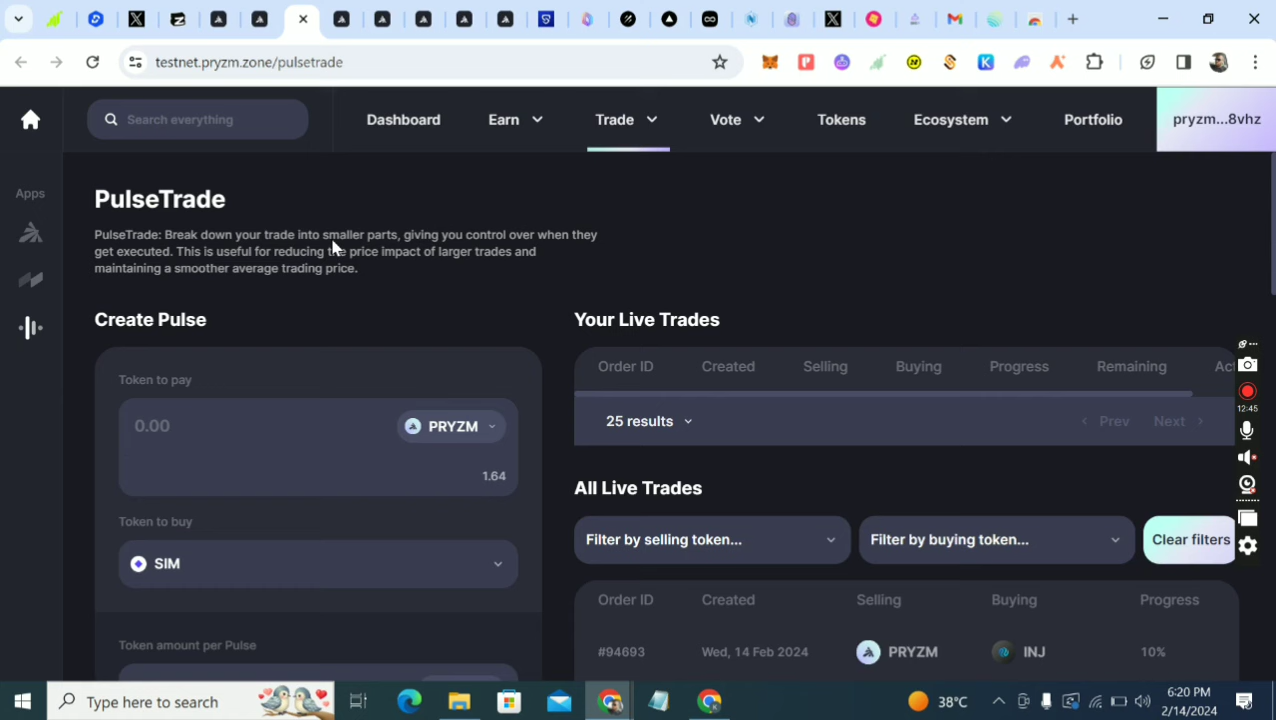 testnet.pryzm.zone/pulsetrade
Search everything
Dashboard
Earn
Trade
Vote
Tokens
Ecosystem
Portfolio
pryzm...8vhz
Apps
PulseTrade
PulseTrade: Break down your trade into smaller parts, giving you control over when they
get executed. This is useful for reducing the price impact of larger trades and
maintaining a smoother average trading price.
Create Pulse
Token to pay
0.00
PRYZM
1.64
Token to buy
SIM
Token amount per Pulse
Your Live Trades
Order ID Created Selling Buying Progress Remaining Ac
25 results
Prev
Next
All Live Trades
Filter by selling token...
Filter by buying token...
Clear filters
Order ID Created Selling Buying Progress
#94693 Wed, 14 Feb 2024 PRYZM INJ 10%
12:45
Type here to search
38°C
6:20 PM
2/14/2024